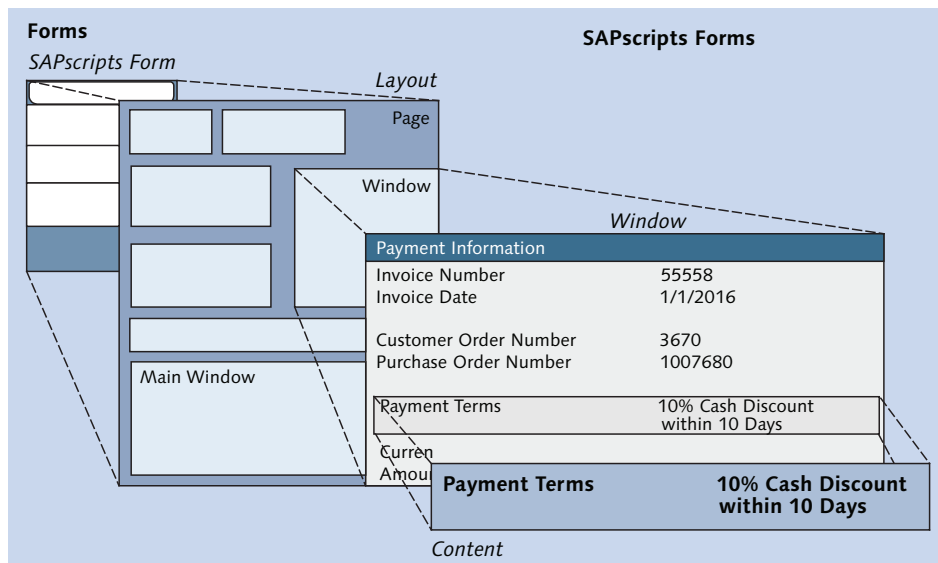 Forms
SAPscripts Forms
SAPscripts Form
Layout
Page
Window
Window
Payment Information
Invoice Number 55558
Invoice Date 1/1/2016
Customer Order Number 3670
Purchase Order Number 1007680
Main Window
Payment Terms 10% Cash Discount
within 10 Days
Curren
Amou
Payment Terms 10% Cash Discount
within 10 Days
Content